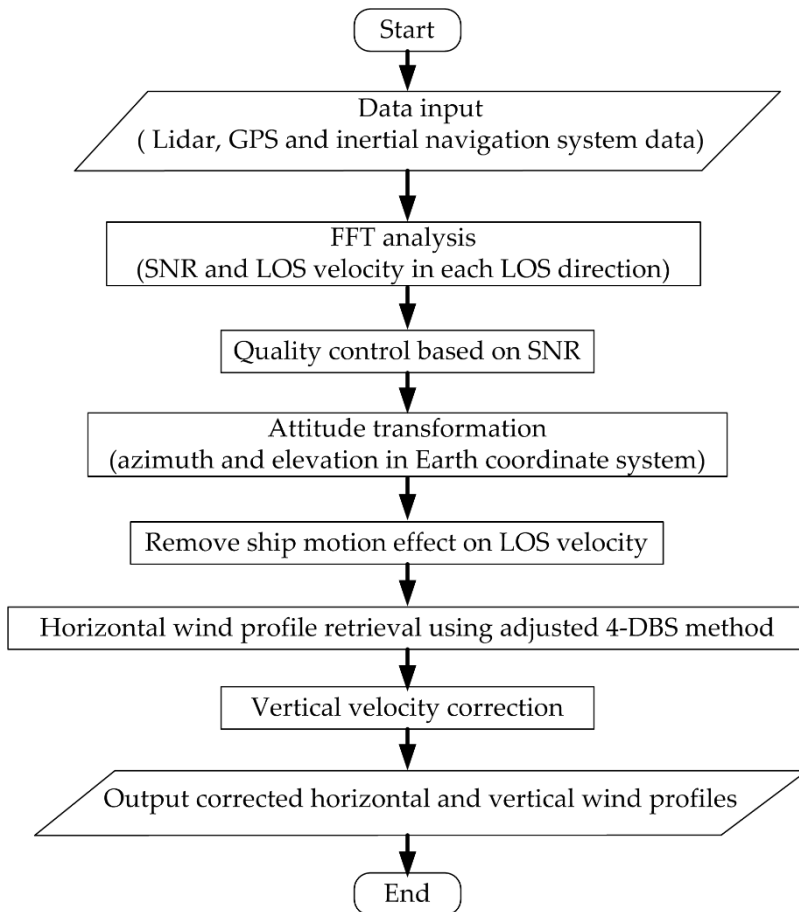 Start
Data input
( Lidar, GPS and inertial navigation system data)
FFT analysis
(SNR and LOS velocity in each LOS direction)
Quality control based on SNR
Attitude transformation
(azimuth and elevation in Earth coordinate system)
Remove ship motion effect on LOS velocity
Horizontal wind profile retrieval using adjusted 4-DBS method
Vertical velocity correction
Output corrected horizontal and vertical wind profiles
End